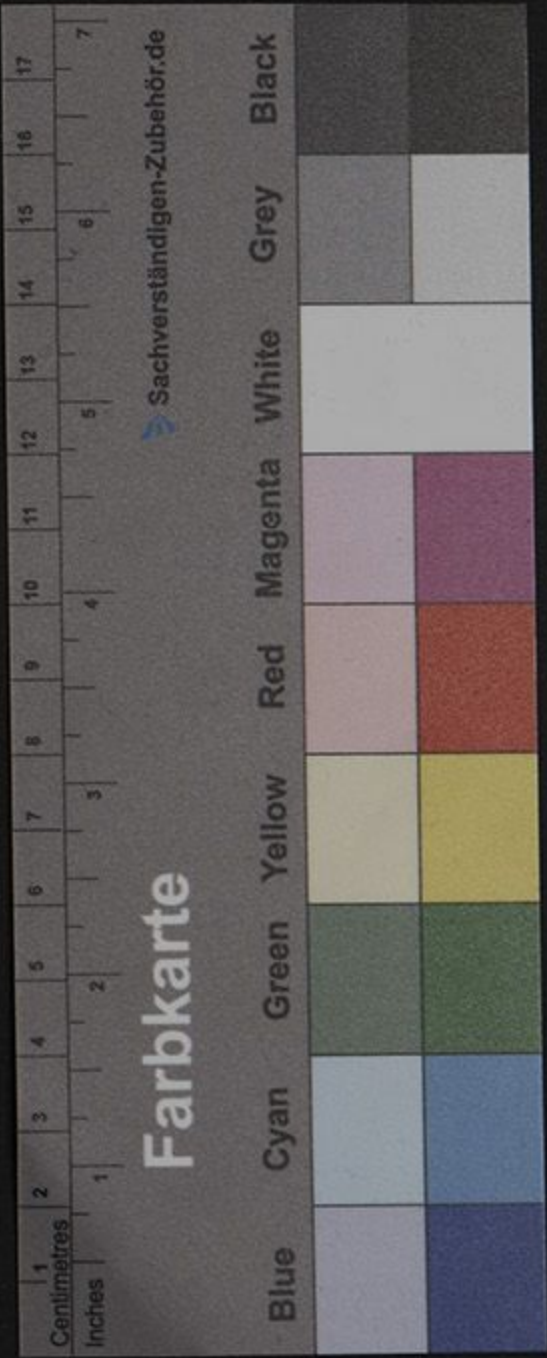 Farbkarte
Sachverständigen-Zubehör.de
Centimetres 1 2 3 4 5 6 7 8 9 10 11 12 13 14 15 16 17
Inches 1 2 3 4 5 6 7
Blue Cyan Green Yellow Red Magenta White Grey Black